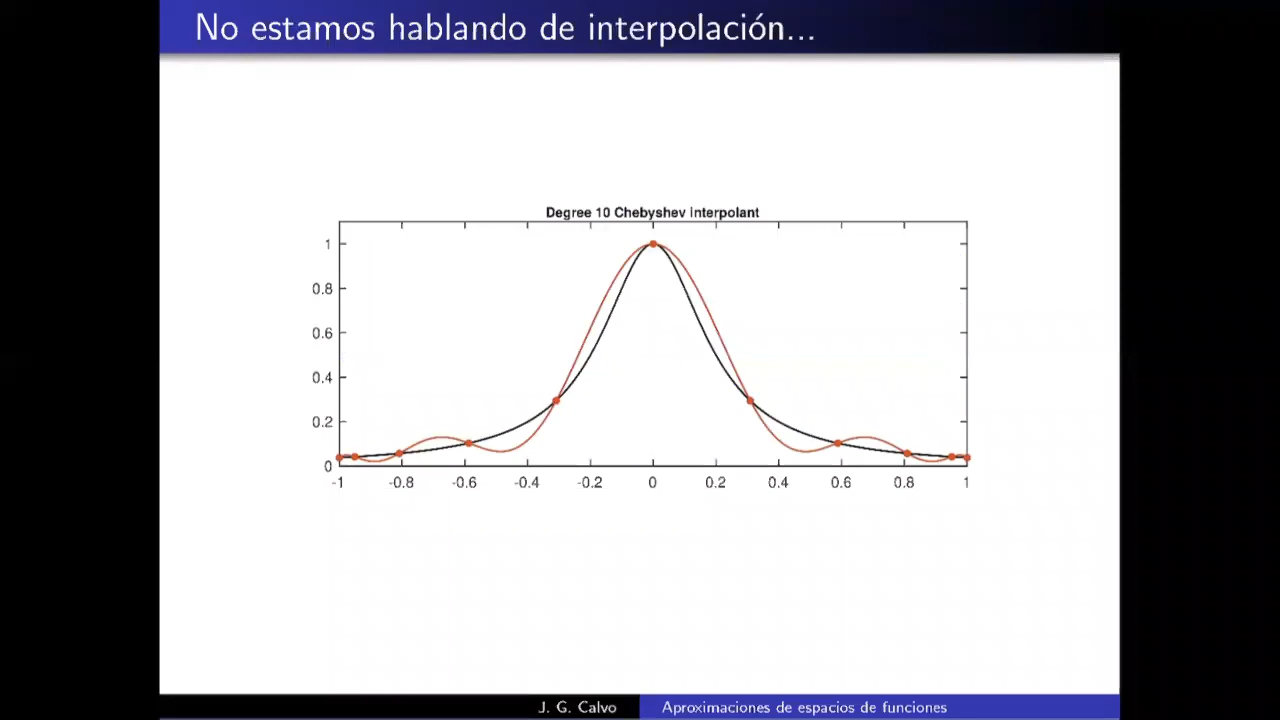 No estamos hablando de interpolación...
Degree 10 Chebyshev interpolant
1
0.8
0.6
0.4
0.2
0
-1 -0.8 -0.6 -0.4 -0.2 0 0.2 0.4 0.6 0.8 1
J. G. Calvo Aproximaciones de espacios de funciones